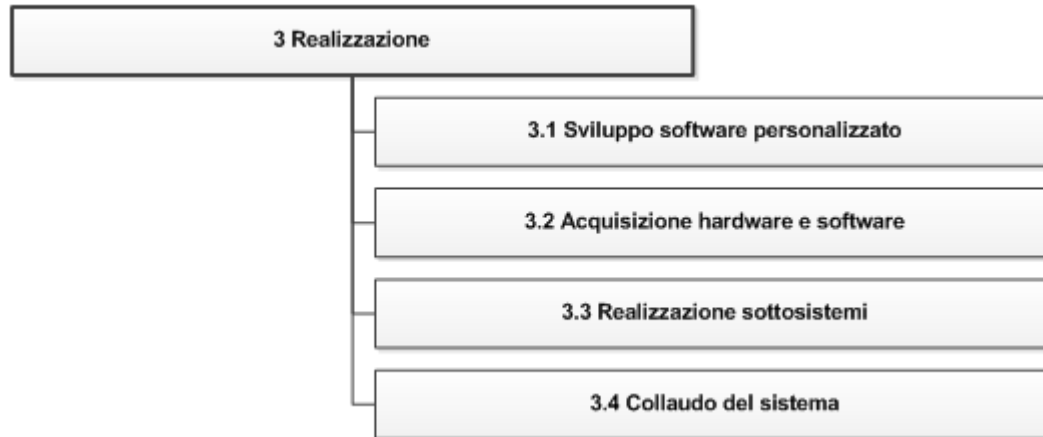 3 Realizzazione
3.1 Sviluppo software personalizzato
3.2 Acquisizione hardware e software
3.3 Realizzazione sottosistemi
3.4 Collaudo del sistema